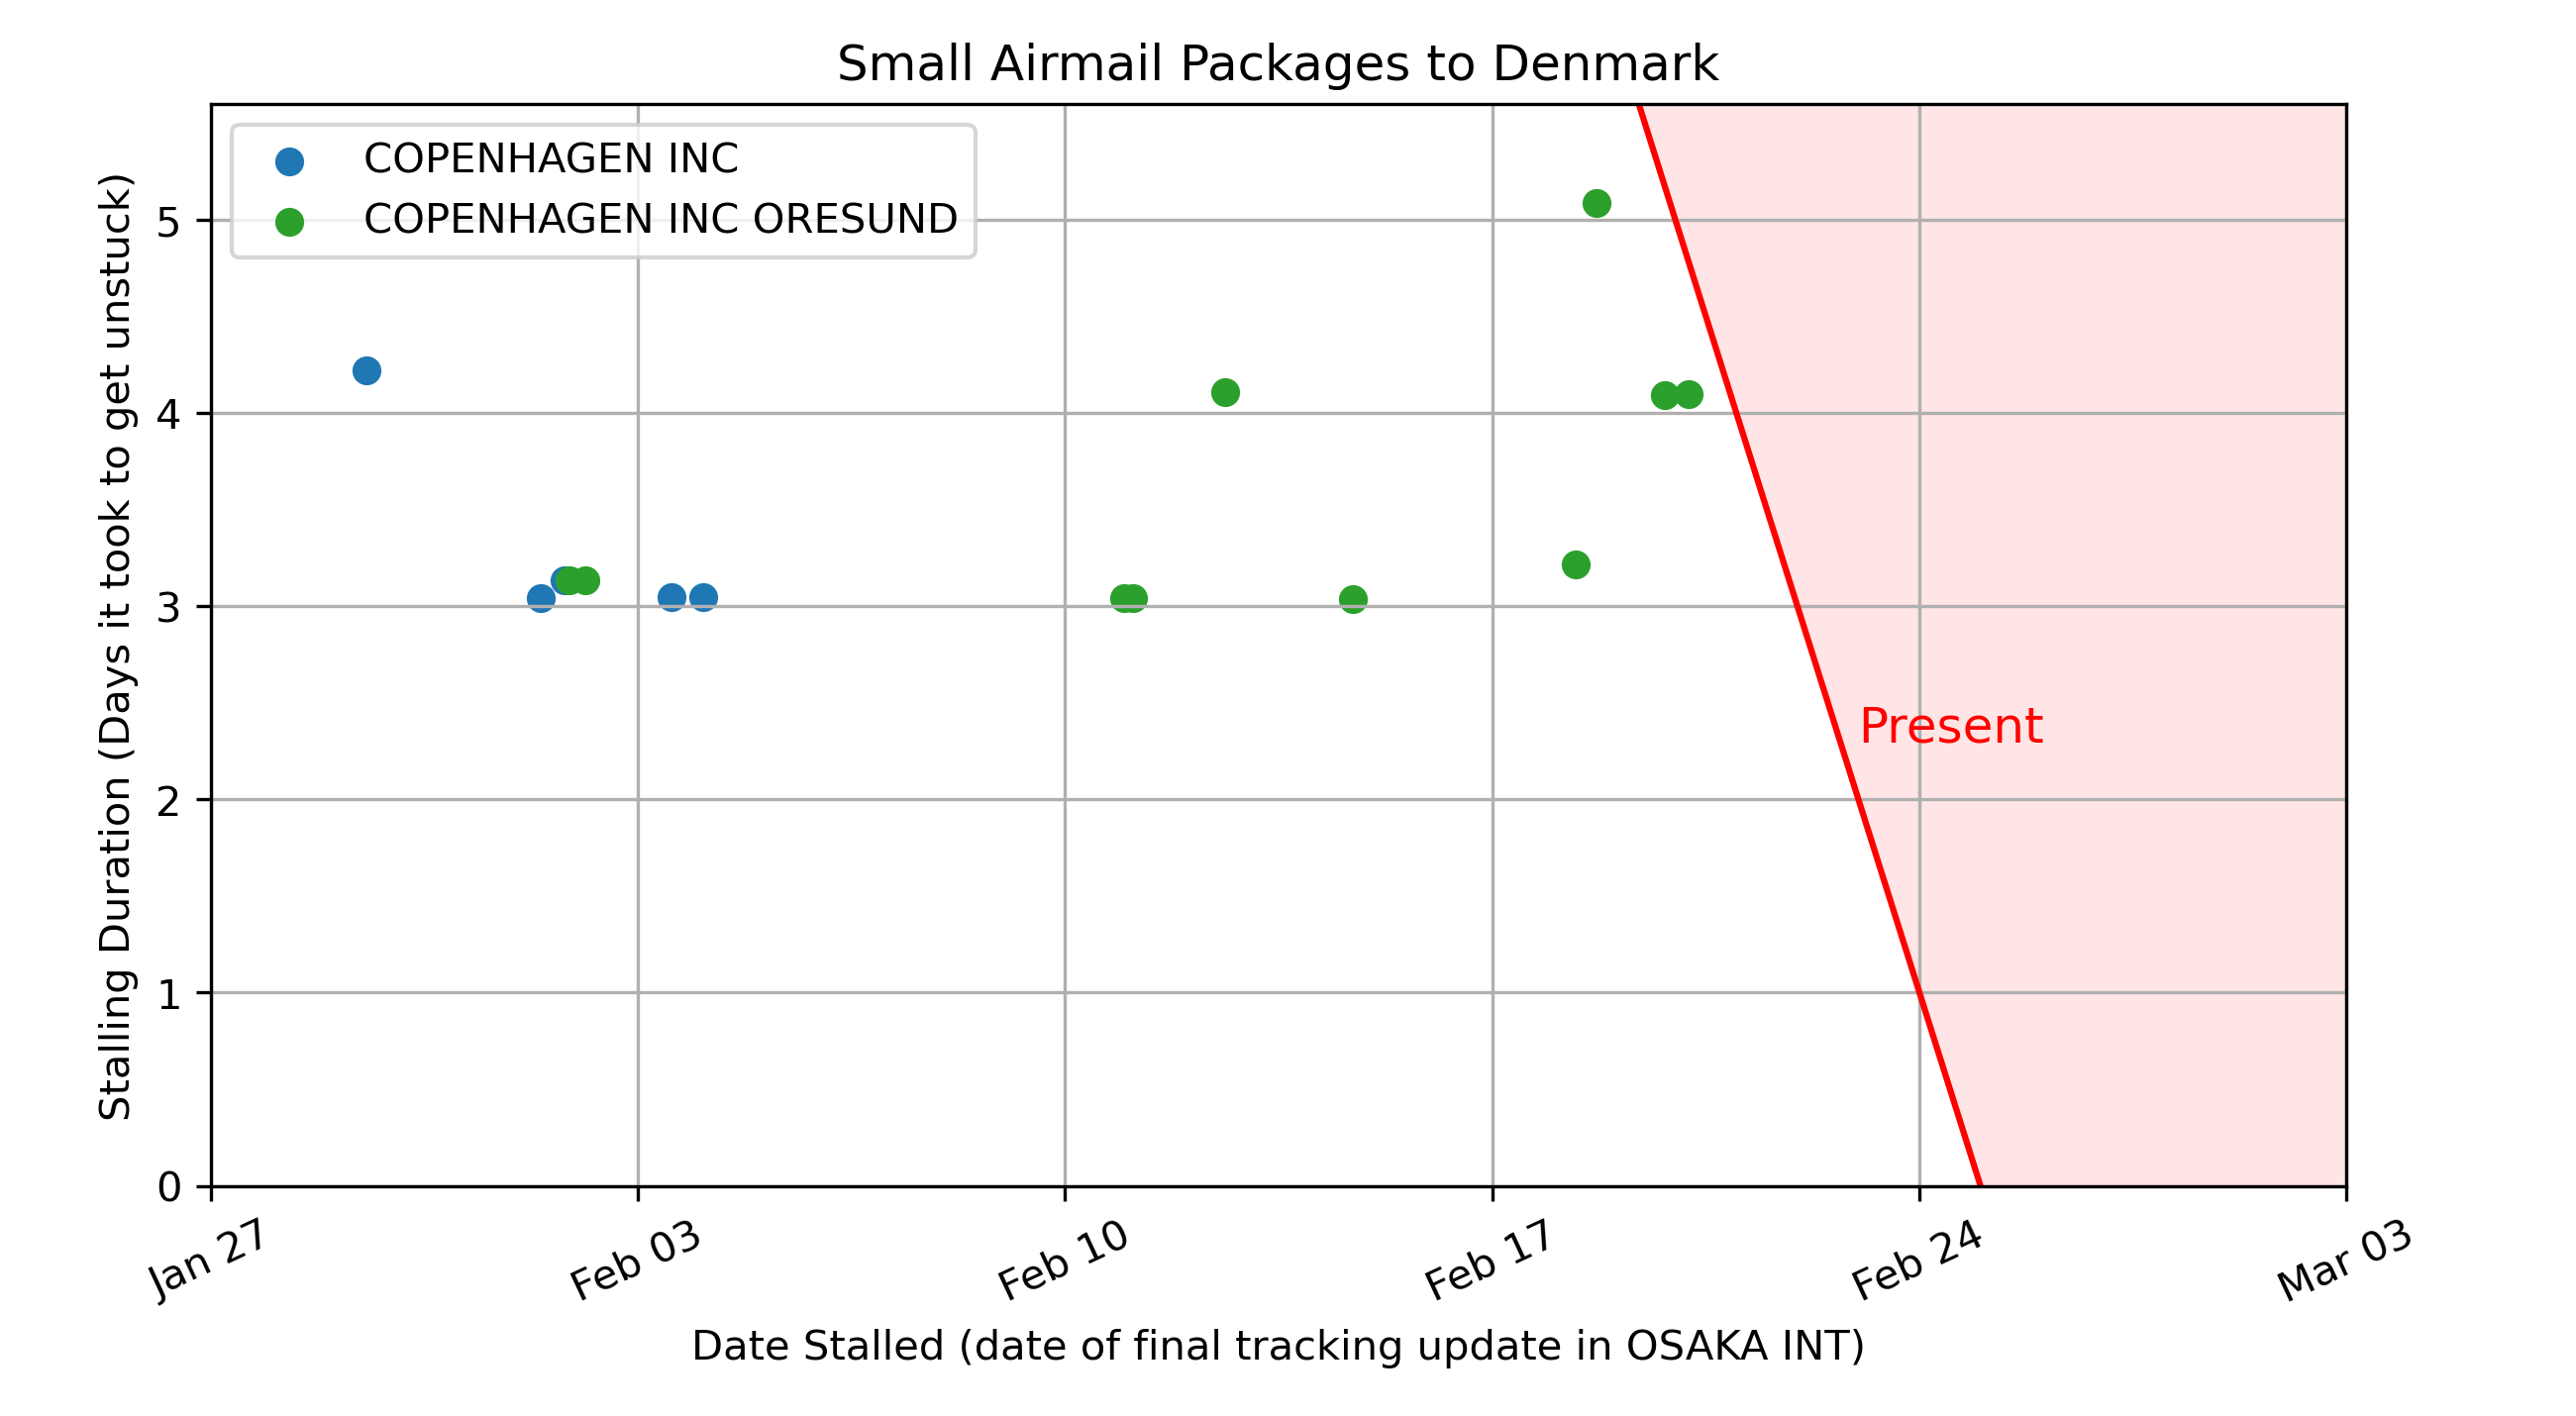 Small Airmail Packages to Denmark
COPENHAGEN INC
COPENHAGEN INC ORESUND
Stalling Duration (Days it took to get unstuck)
5
4
3
2
1
0
Present
Jan 27
Feb 03
Feb 10
Feb 17
Feb 24
Mar 03
Date Stalled (date of final tracking update in OSAKA INT)